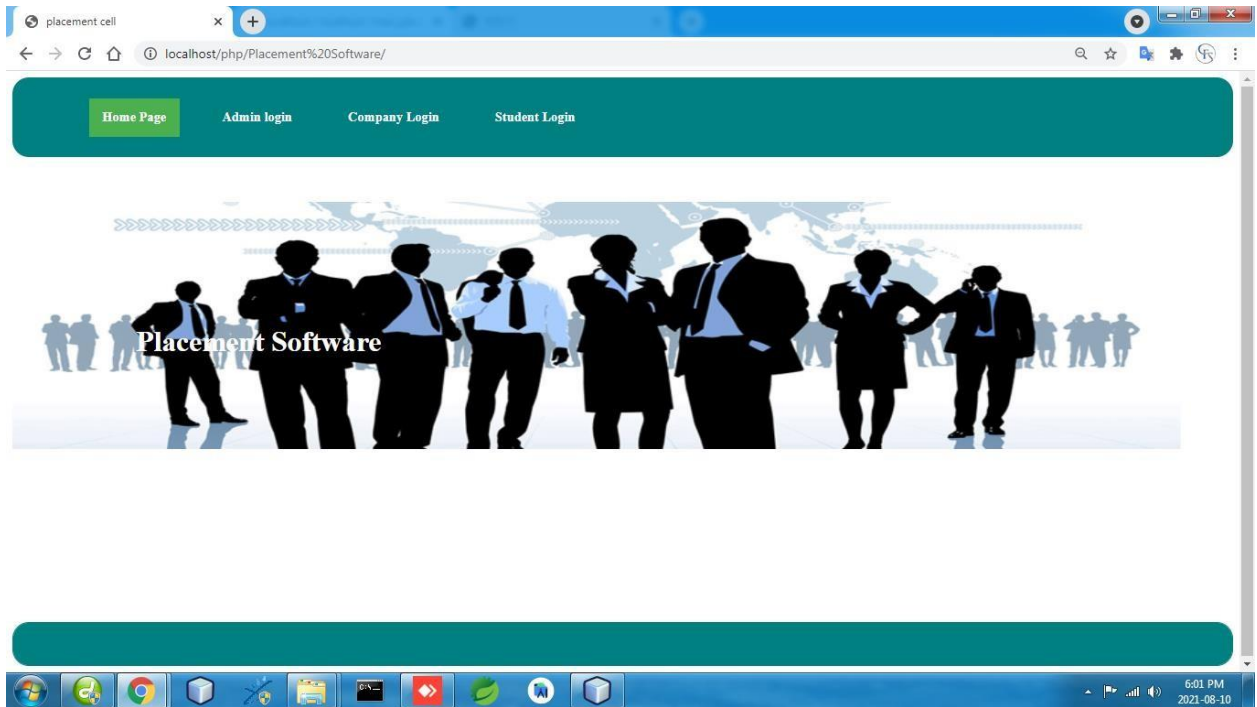 placement cell
localhost/php/Placement%20Software/
Home Page Admin login Company Login Student Login
Placement Software
C:\_
6:01 PM
2021-08-10